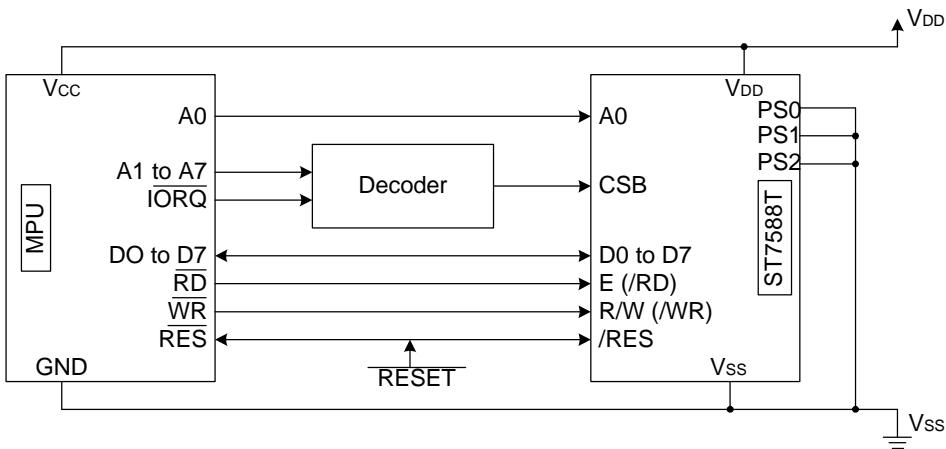 VDD
VCC
VDD
A0
A0
PS0
PS1
PS2
A1 to A7
IORQ
Decoder
CSB
MPU
ST7588T
DO to D7
D0 to D7
RD
E (/RD)
WR
R/W (/WR)
RES
/RES
GND
RESET
VSS
VSS